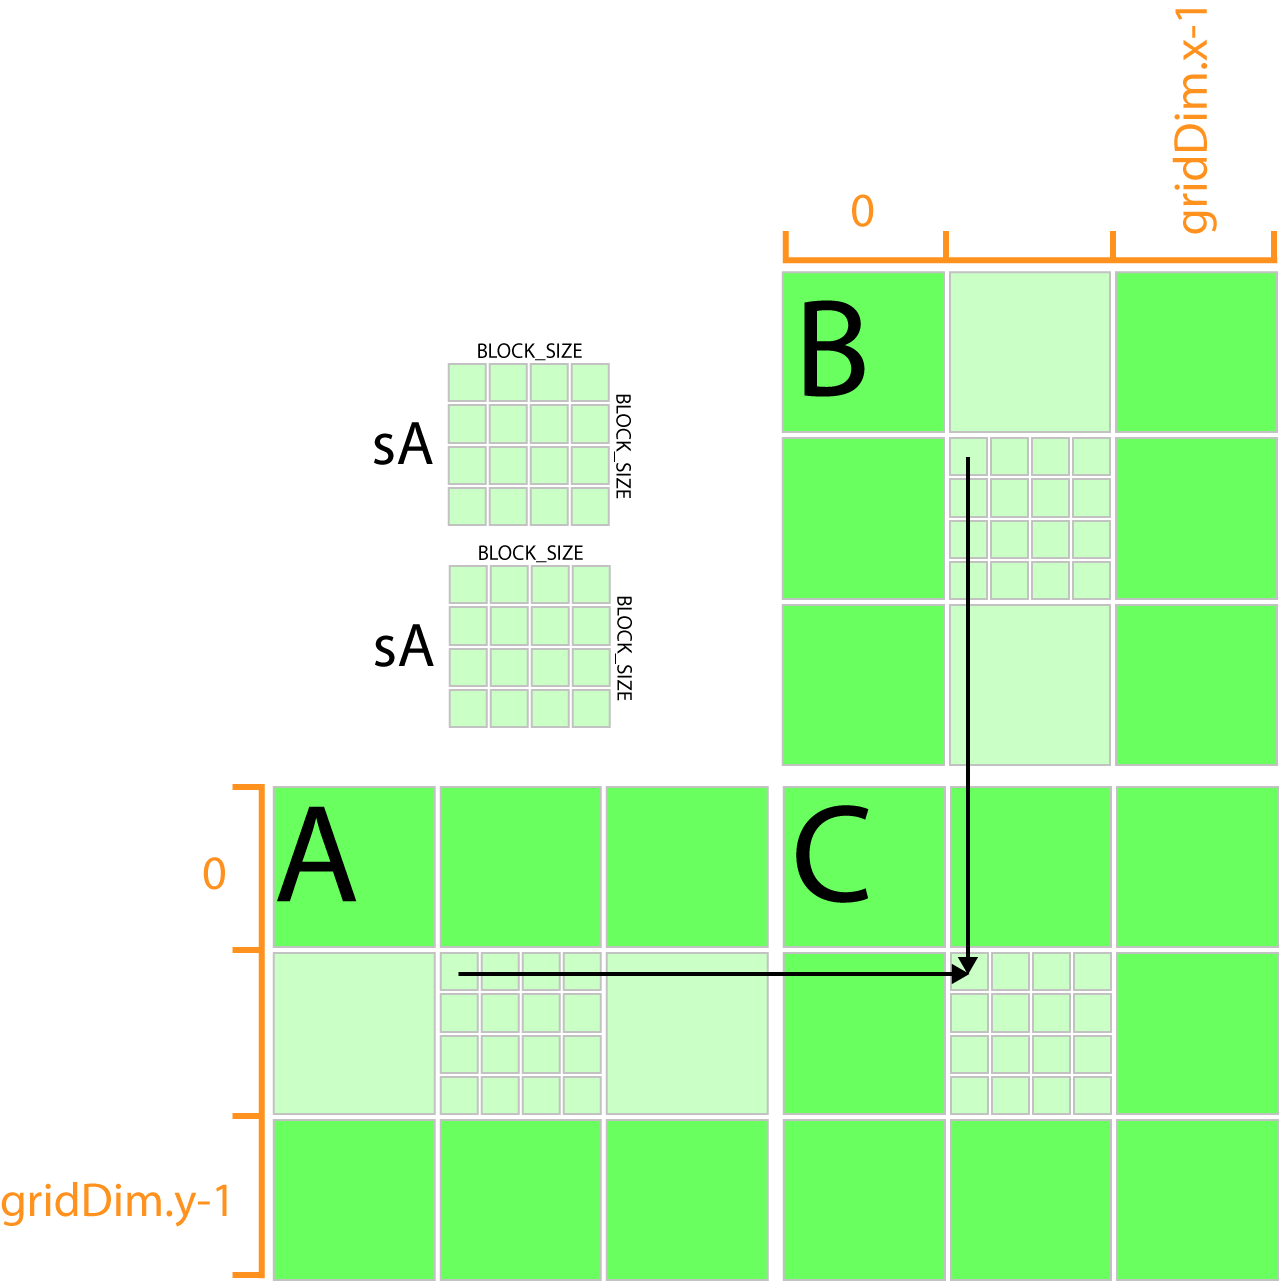 gridDim.x-1
0
B
BLOCK_SIZE
BLOCK_SIZE
sA
BLOCK_SIZE
BLOCK_SIZE
sA
A
C
0
gridDim.y-1